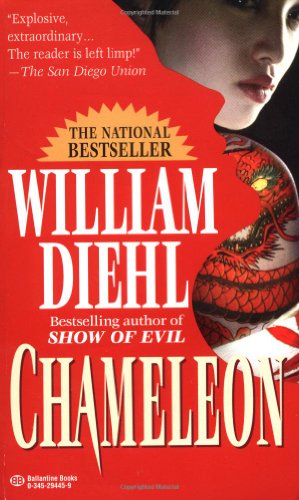 "Explosive,
extraordinary...
The reader is left limp!"
—The San Diego Union
THE NATIONAL
BESTSELLER
WILLIAM
DIEHL
Bestselling author of
SHOW OF EVIL
CHAMELEON
BB
Ballantine Books
0-345-29445-9